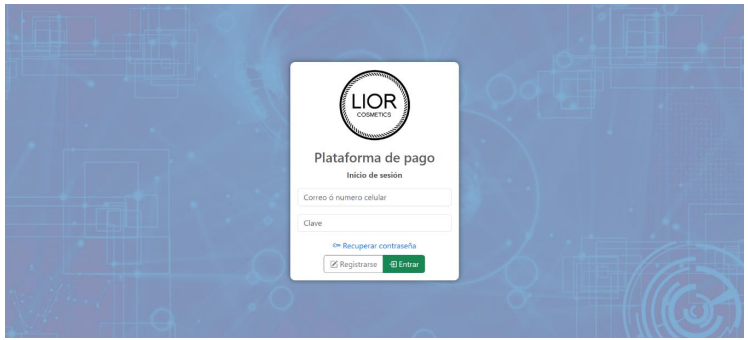 LIOR
COSMETICS
Plataforma de pago
Inicio de sesión
Correo ó numero celular
Clave
Recuperar contraseña
Registrarse Entrar